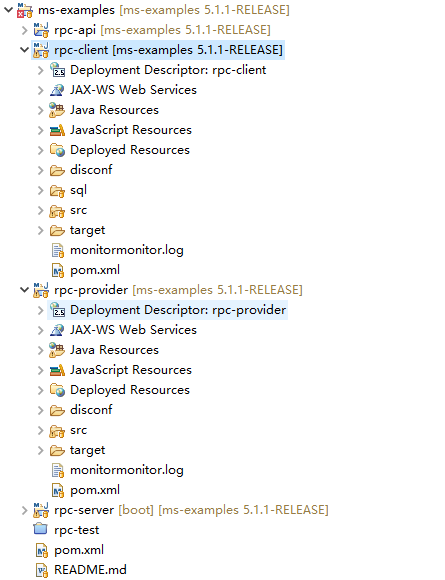 ms-examples [ms-examples 5.1.1-RELEASE]
rpc-api [ms-examples 5.1.1-RELEASE]
rpc-client [ms-examples 5.1.1-RELEASE]
Deployment Descriptor: rpc-client
JAX-WS Web Services
Java Resources
JavaScript Resources
Deployed Resources
disconf
sql
src
target
monitormonitor.log
pom.xml
rpc-provider [ms-examples 5.1.1-RELEASE]
Deployment Descriptor: rpc-provider
JAX-WS Web Services
Java Resources
JavaScript Resources
Deployed Resources
disconf
src
target
monitormonitor.log
pom.xml
rpc-server [boot] [ms-examples 5.1.1-RELEASE]
rpc-test
pom.xml
README.md